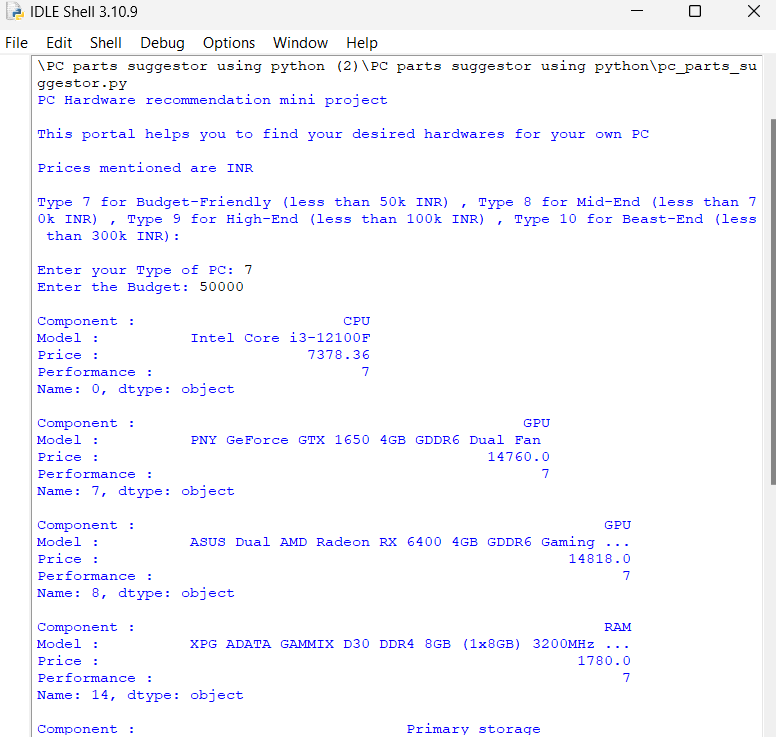 IDLE Shell 3.10.9
File Edit Shell Debug Options Window Help
\PC parts suggestor using python (2)\PC parts suggestor using python\pc_parts_su
ggestor.py
PC Hardware recommendation mini project
This portal helps you to find your desired hardwares for your own PC
Prices mentioned are INR
Type 7 for Budget-Friendly (less than 50k INR) , Type 8 for Mid-End (less than 7
0k INR) , Type 9 for High-End (less than 100k INR) , Type 10 for Beast-End (less
than 300k INR):
Enter your Type of PC: 7
Enter the Budget: 50000
Component : CPU
Model : Intel Core i3-12100F
Price : 7378.36
Performance : 7
Name: 0, dtype: object
Component : GPU
Model : PNY GeForce GTX 1650 4GB GDDR6 Dual Fan
Price : 14760.0
Performance : 7
Name: 7, dtype: object
Component : GPU
Model : ASUS Dual AMD Radeon RX 6400 4GB GDDR6 Gaming ...
Price : 14818.0
Performance : 7
Name: 8, dtype: object
Component : RAM
Model : XPG ADATA GAMMIX D30 DDR4 8GB (1x8GB) 3200MHz ...
Price : 1780.0
Performance : 7
Name: 14, dtype: object
Component : Primary storage